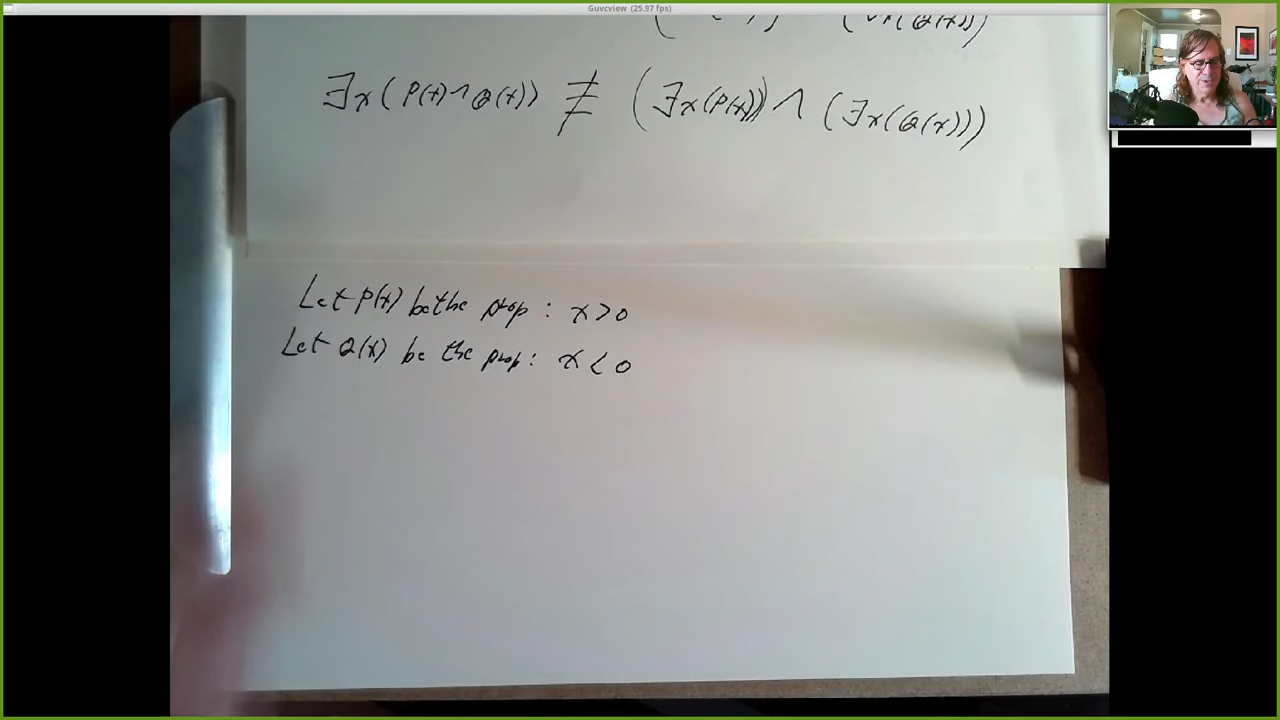 Guvcview (25.97 fps)
∃x(P(x)∧Q(x)) ≢ (∃x(P(x)))∧(∃x(Q(x)))
Let P(x) be the prop: x>0
Let Q(x) be the prop: x<0